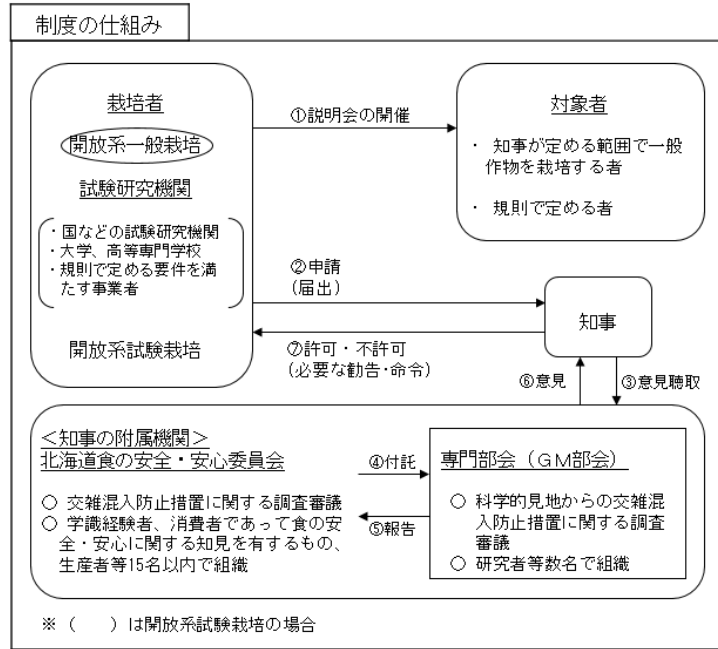 制度の仕組み
栽培者
開放系一般栽培
試験研究機関
・国などの試験研究機関
・大学、高等専門学校
・規則で定める要件を満
たす事業者
開放系試験栽培
①説明会の開催
対象者
・ 知事が定める範囲で一般
作物を栽培する者
・ 規則で定める者
②申請
(届出)
知事
⑦許可・不許可
(必要な勧告・命令)
⑥意見
③意見聴取
＜知事の附属機関＞
北海道食の安全・安心委員会
○ 交雑混入防止措置に関する調査審議
○ 学識経験者、消費者であって食の安
全・安心に関する知見を有するもの、
生産者等15名以内で組織
④付託
⑤報告
専門部会（ＧＭ部会）
○ 科学的見地からの交雑混
入防止措置に関する調査
審議
○ 研究者等数名で組織
※（　　）は開放系試験栽培の場合